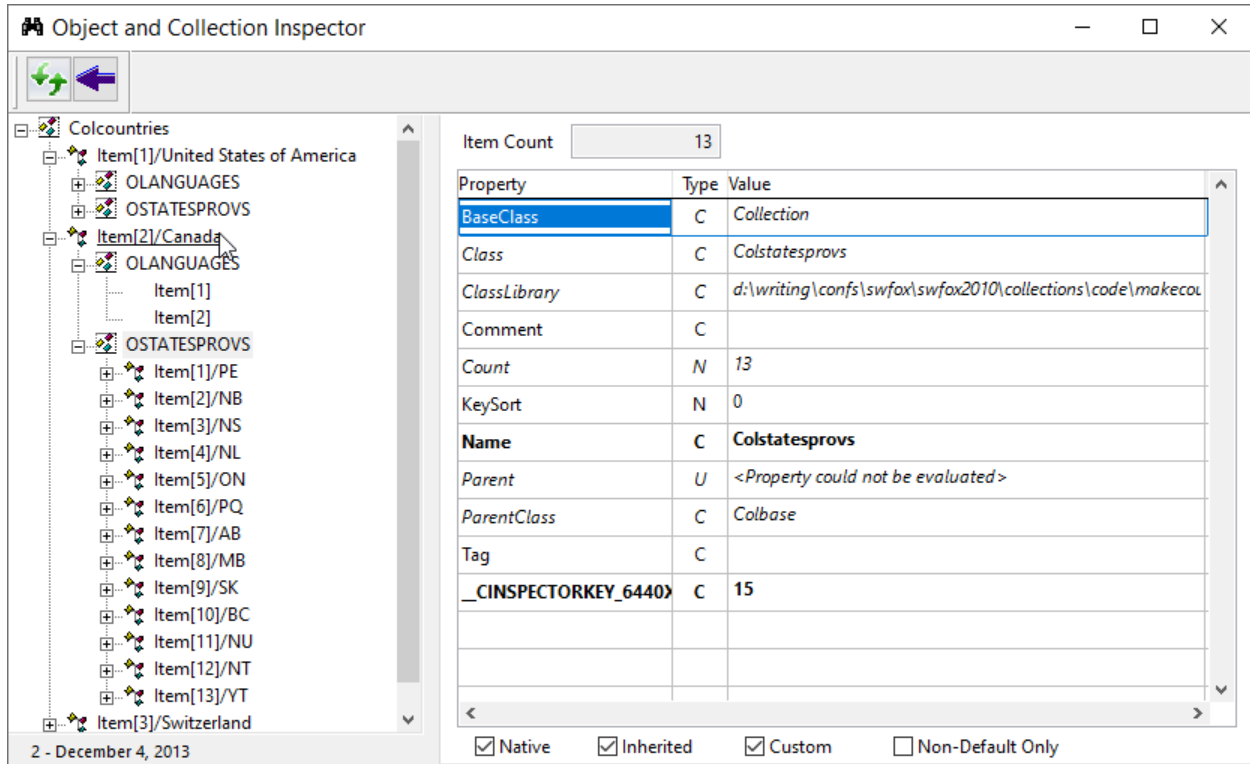 Object and Collection Inspector
Colcountries
Item[1]/United States of America
OLANGUAGES
OSTATESPROVS
Item[2]/Canada
OLANGUAGES
Item[1]
Item[2]
OSTATESPROVS
Item[1]/PE
Item[2]/NB
Item[3]/NS
Item[4]/NL
Item[5]/ON
Item[6]/PQ
Item[7]/AB
Item[8]/MB
Item[9]/SK
Item[10]/BC
Item[11]/NU
Item[12]/NT
Item[13]/YT
Item[3]/Switzerland
2 - December 4, 2013
Item Count 13
Property Type Value
BaseClass C Collection
Class C Colstatesprovs
ClassLibrary C d:\writing\confs\swfox\swfox2010\collections\code\makecou
Comment C
Count N 13
KeySort N 0
Name C Colstatesprovs
Parent U <Property could not be evaluated>
ParentClass C Colbase
Tag C
__CINSPECTORKEY_6440X C 15
Native Inherited Custom Non-Default Only